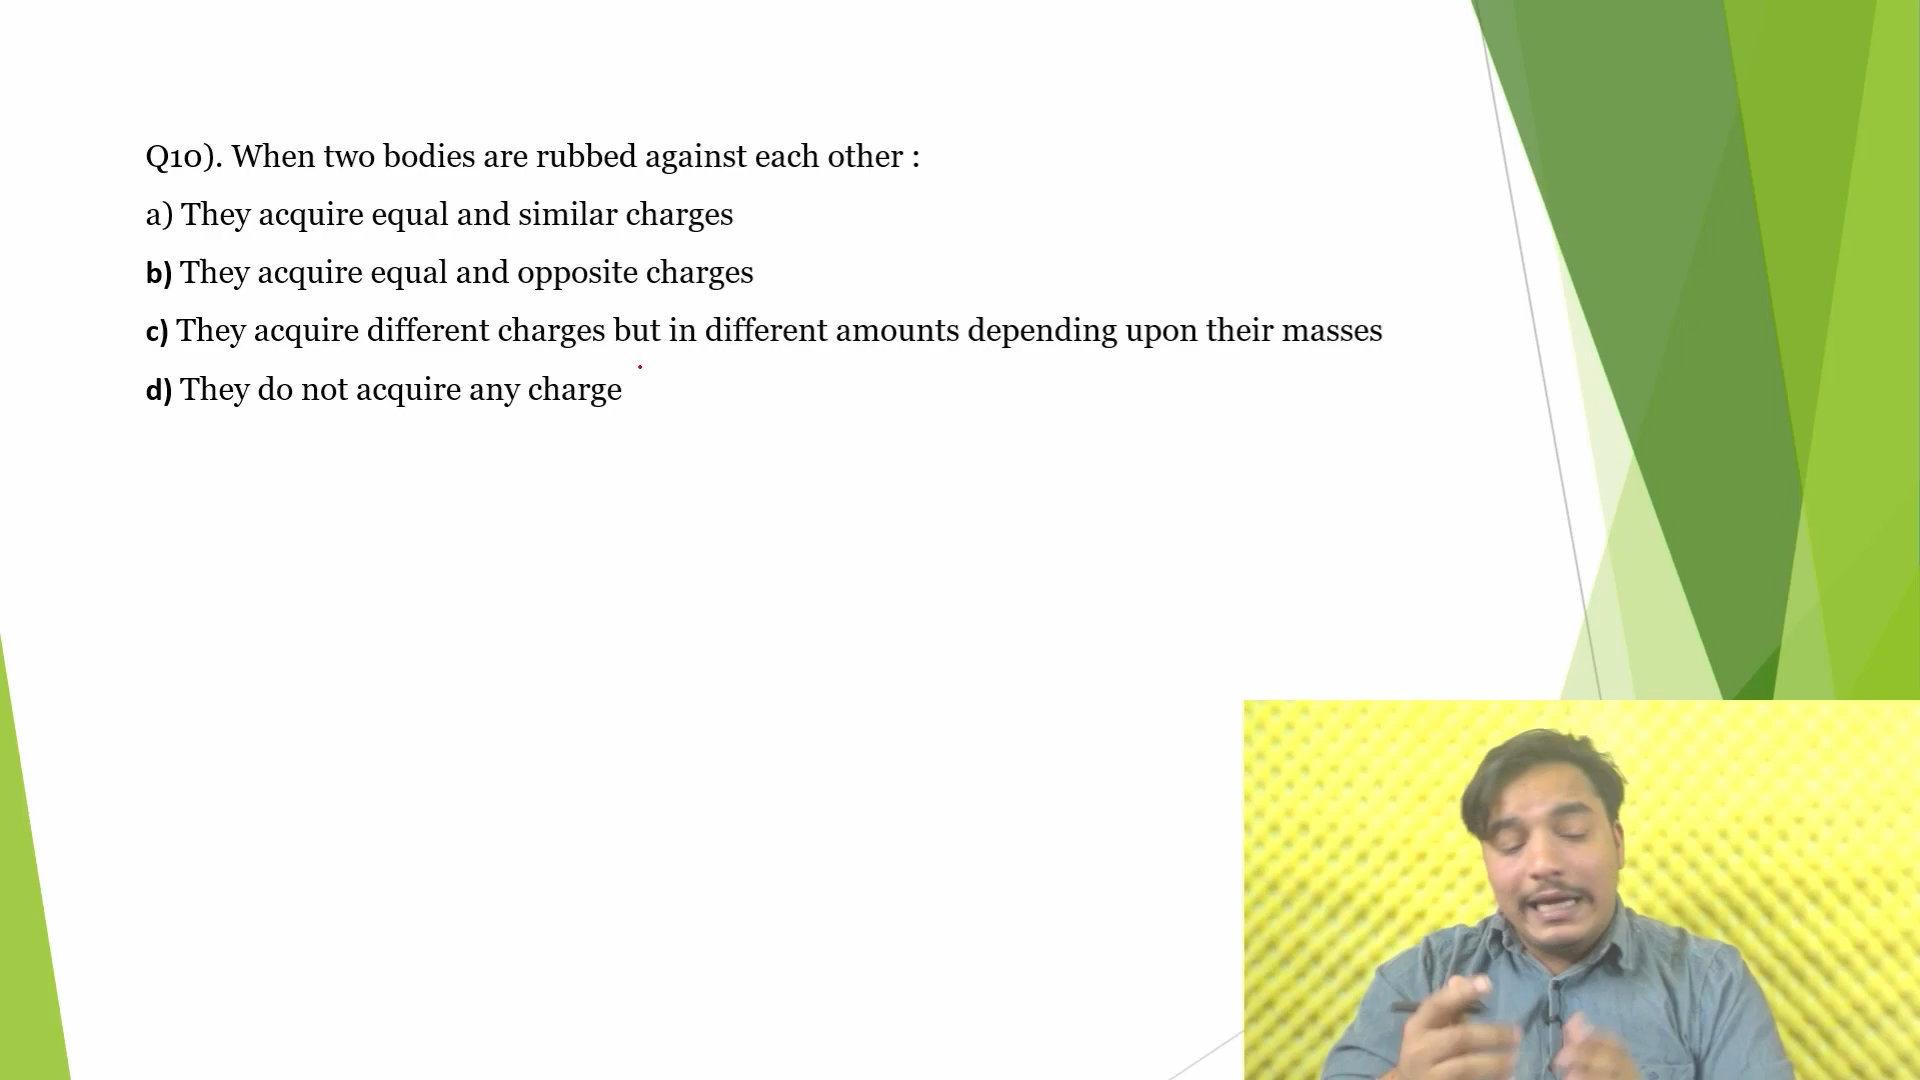 Q10). When two bodies are rubbed against each other :
a) They acquire equal and similar charges
b) They acquire equal and opposite charges
c) They acquire different charges but in different amounts depending upon their masses
d) They do not acquire any charge